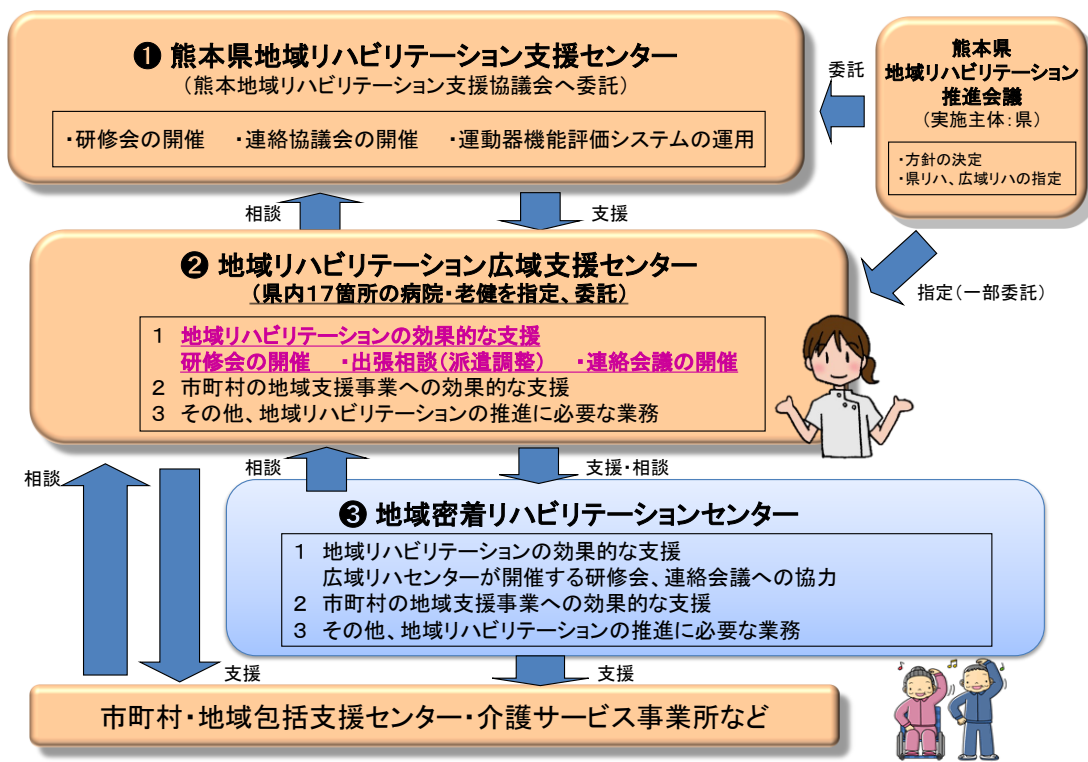 ❶ 熊本県地域リハビリテーション支援センター
（熊本地域リハビリテーション支援協議会へ委託）
・研修会の開催　・連絡協議会の開催　・運動器機能評価システムの運用
委託
熊本県
地域リハビリテーション
推進会議
（実施主体：県）
・方針の決定
・県リハ、広域リハの指定
相談
支援
指定（一部委託）
❷ 地域リハビリテーション広域支援センター
（県内１７箇所の病院・老健を指定、委託）
１ 地域リハビリテーションの効果的な支援
研修会の開催　・出張相談（派遣調整）　・連絡会議の開催
２ 市町村の地域支援事業への効果的な支援
３ その他、地域リハビリテーションの推進に必要な業務
相談
相談
支援・相談
❸ 地域密着リハビリテーションセンター
１ 地域リハビリテーションの効果的な支援
広域リハセンターが開催する研修会、連絡会議への協力
２ 市町村の地域支援事業への効果的な支援
３ その他、地域リハビリテーションの推進に必要な業務
支援
支援
市町村・地域包括支援センター・介護サービス事業所など